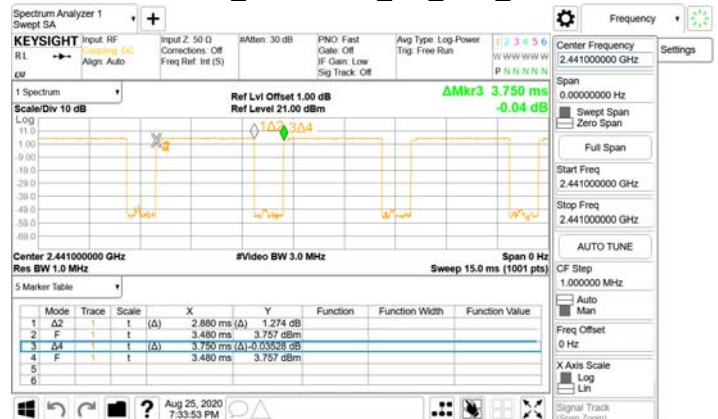 Spectrum Analyzer 1
Swept SA
Frequency
KEYSIGHT
RL
Input: RF
Coupling: DC
Align: Auto
Input Z: 50 Ω
Corrections: Off
Freq Ref: Int (S)
#Atten: 30 dB
PNO: Fast
Gate: Off
IF Gain: Low
Sig Track: Off
Avg Type: Log-Power
Trig: Free Run
1 2 3 4 5 6
W W W W W W
P N N N N N
Center Frequency
2.441000000 GHz
Settings
1 Spectrum
Scale/Div 10 dB
Ref Lvl Offset 1.00 dB
Ref Level 21.00 dBm
ΔMkr3 3.750 ms
-0.04 dB
Span
0.00000000 Hz
Swept Span
Zero Span
Full Span
Start Freq
2.441000000 GHz
Stop Freq
2.441000000 GHz
AUTO TUNE
CF Step
1.000000 MHz
Auto
Man
Freq Offset
0 Hz
X Axis Scale
Log
Lin
Signal Track
(Span Zoom)
Log
11.0
1.00
-9.00
-19.0
-29.0
-39.0
-49.0
-59.0
-69.0
1Δ2
3Δ4
Center 2.441000000 GHz
Res BW 1.0 MHz
#Video BW 3.0 MHz
Span 0 Hz
Sweep 15.0 ms (1001 pts)
5 Marker Table
Mode Trace Scale X Y Function Function Width Function Value
1 Δ2 1 t (Δ) 2.880 ms (Δ) 1.274 dB
2 F 1 t 3.480 ms 3.757 dBm
3 Δ4 1 t (Δ) 3.750 ms (Δ) -0.03528 dB
4 F 1 t 3.480 ms 3.757 dBm
5
6
?
Aug 25, 2020
7:33:53 PM